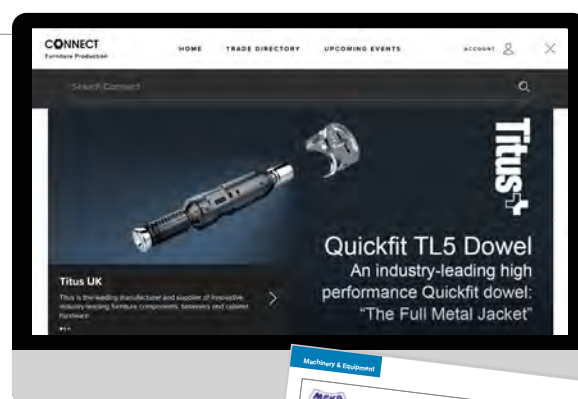 CONNECT
Furniture Production
HOME
TRADE DIRECTORY
UPCOMING EVENTS
ACCOUNT
Search Connect
Titus+
Quickfit TL5 Dowel
An industry-leading high
performance Quickfit dowel:
“The Full Metal Jacket”
Titus UK
Titus is the leading manufacturer and supplier of innovative,
industry-leading furniture components, fasteners and cabinet
hardware
Machinery & Equipment